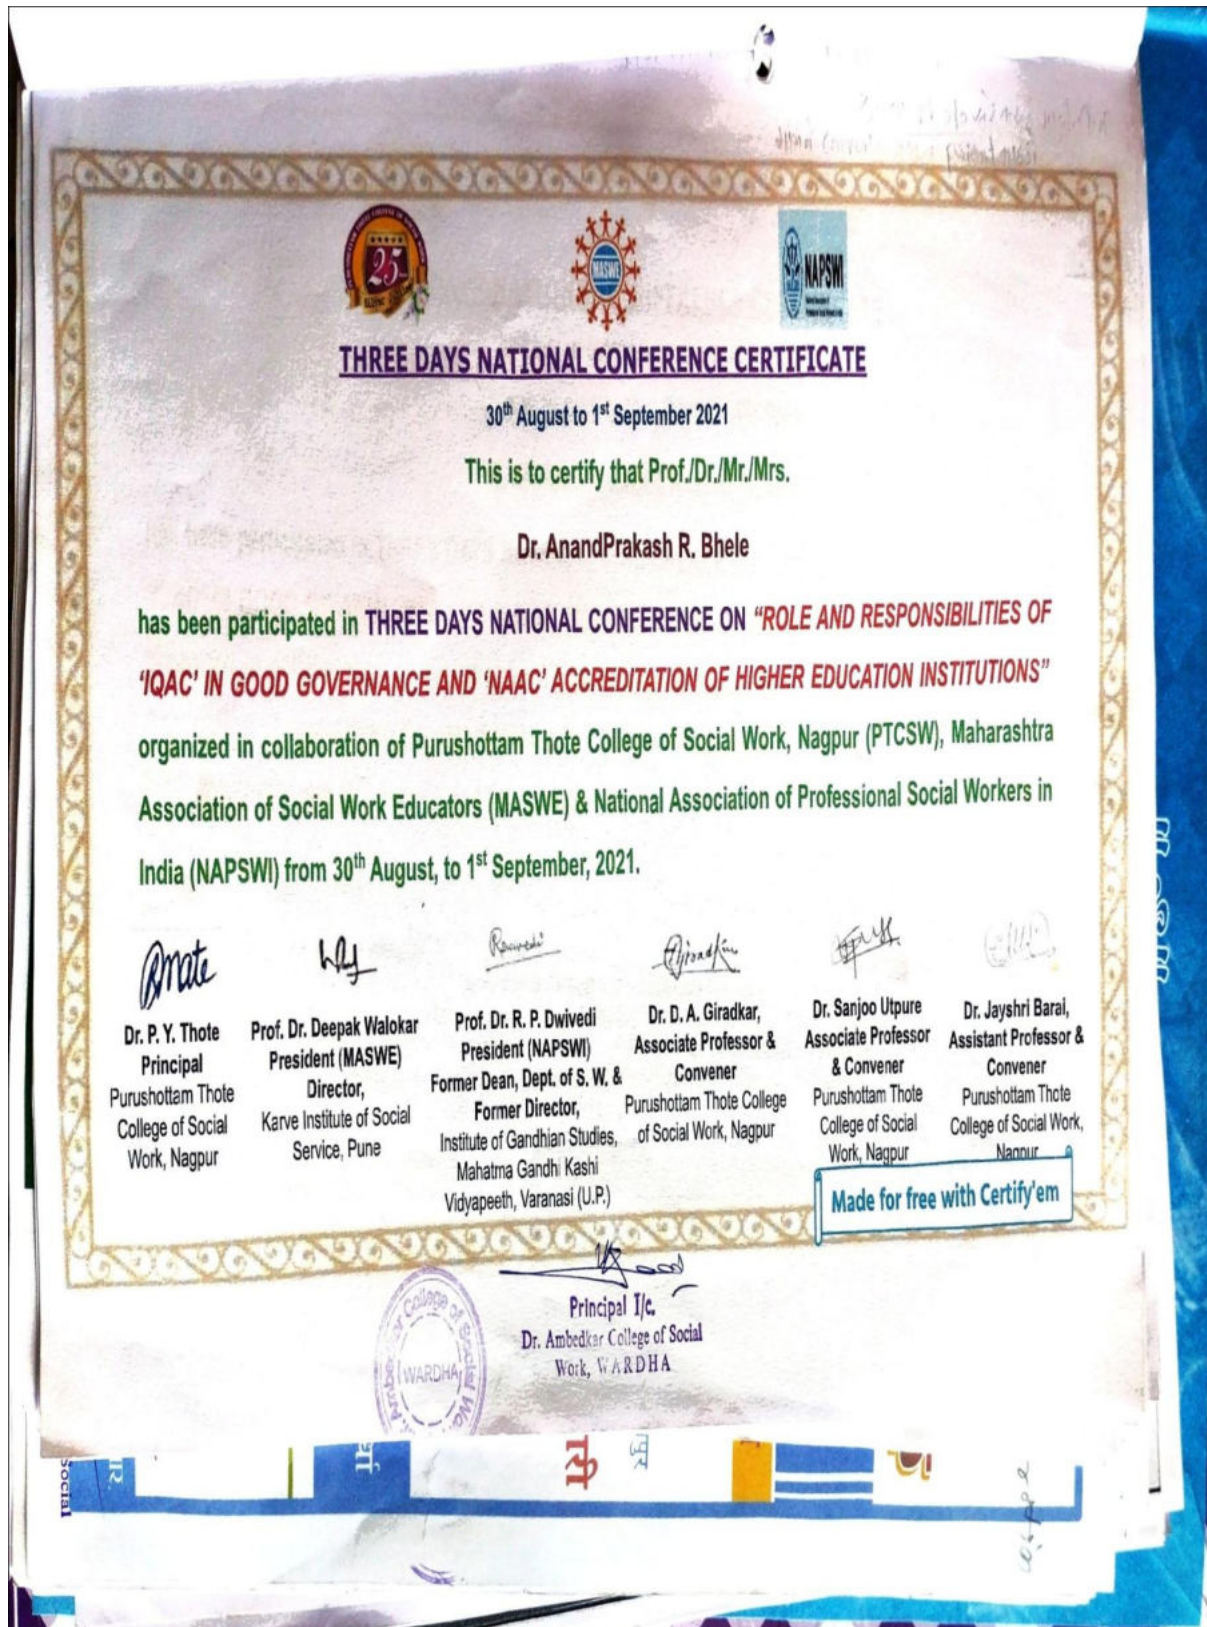 25
MASWE
NAPSWI
THREE DAYS NATIONAL CONFERENCE CERTIFICATE
30th August to 1st September 2021
This is to certify that Prof./Dr./Mr./Mrs.
Dr. AnandPrakash R. Bhele
has been participated in THREE DAYS NATIONAL CONFERENCE ON “ROLE AND RESPONSIBILITIES OF
‘IQAC’ IN GOOD GOVERNANCE AND ‘NAAC’ ACCREDITATION OF HIGHER EDUCATION INSTITUTIONS”
organized in collaboration of Purushottam Thote College of Social Work, Nagpur (PTCSW), Maharashtra
Association of Social Work Educators (MASWE) & National Association of Professional Social Workers in
India (NAPSWI) from 30th August, to 1st September, 2021.
Dr. P. Y. Thote
Principal
Purushottam Thote
College of Social
Work, Nagpur
Prof. Dr. Deepak Walokar
President (MASWE)
Director,
Karve Institute of Social
Service, Pune
Prof. Dr. R. P. Dwivedi
President (NAPSWI)
Former Dean, Dept. of S. W. &
Former Director,
Institute of Gandhian Studies,
Mahatma Gandhi Kashi
Vidyapeeth, Varanasi (U.P.)
Dr. D. A. Giradkar,
Associate Professor &
Convener
Purushottam Thote College
of Social Work, Nagpur
Dr. Sanjoo Utpure
Associate Professor
& Convener
Purushottam Thote
College of Social
Work, Nagpur
Dr. Jayshri Barai,
Assistant Professor &
Convener
Purushottam Thote
College of Social Work,
Nagpur
Made for free with Certify'em
Principal I/c.
Dr. Ambedkar College of Social
Work, WARDHA
College of Social
WARDHA
Social